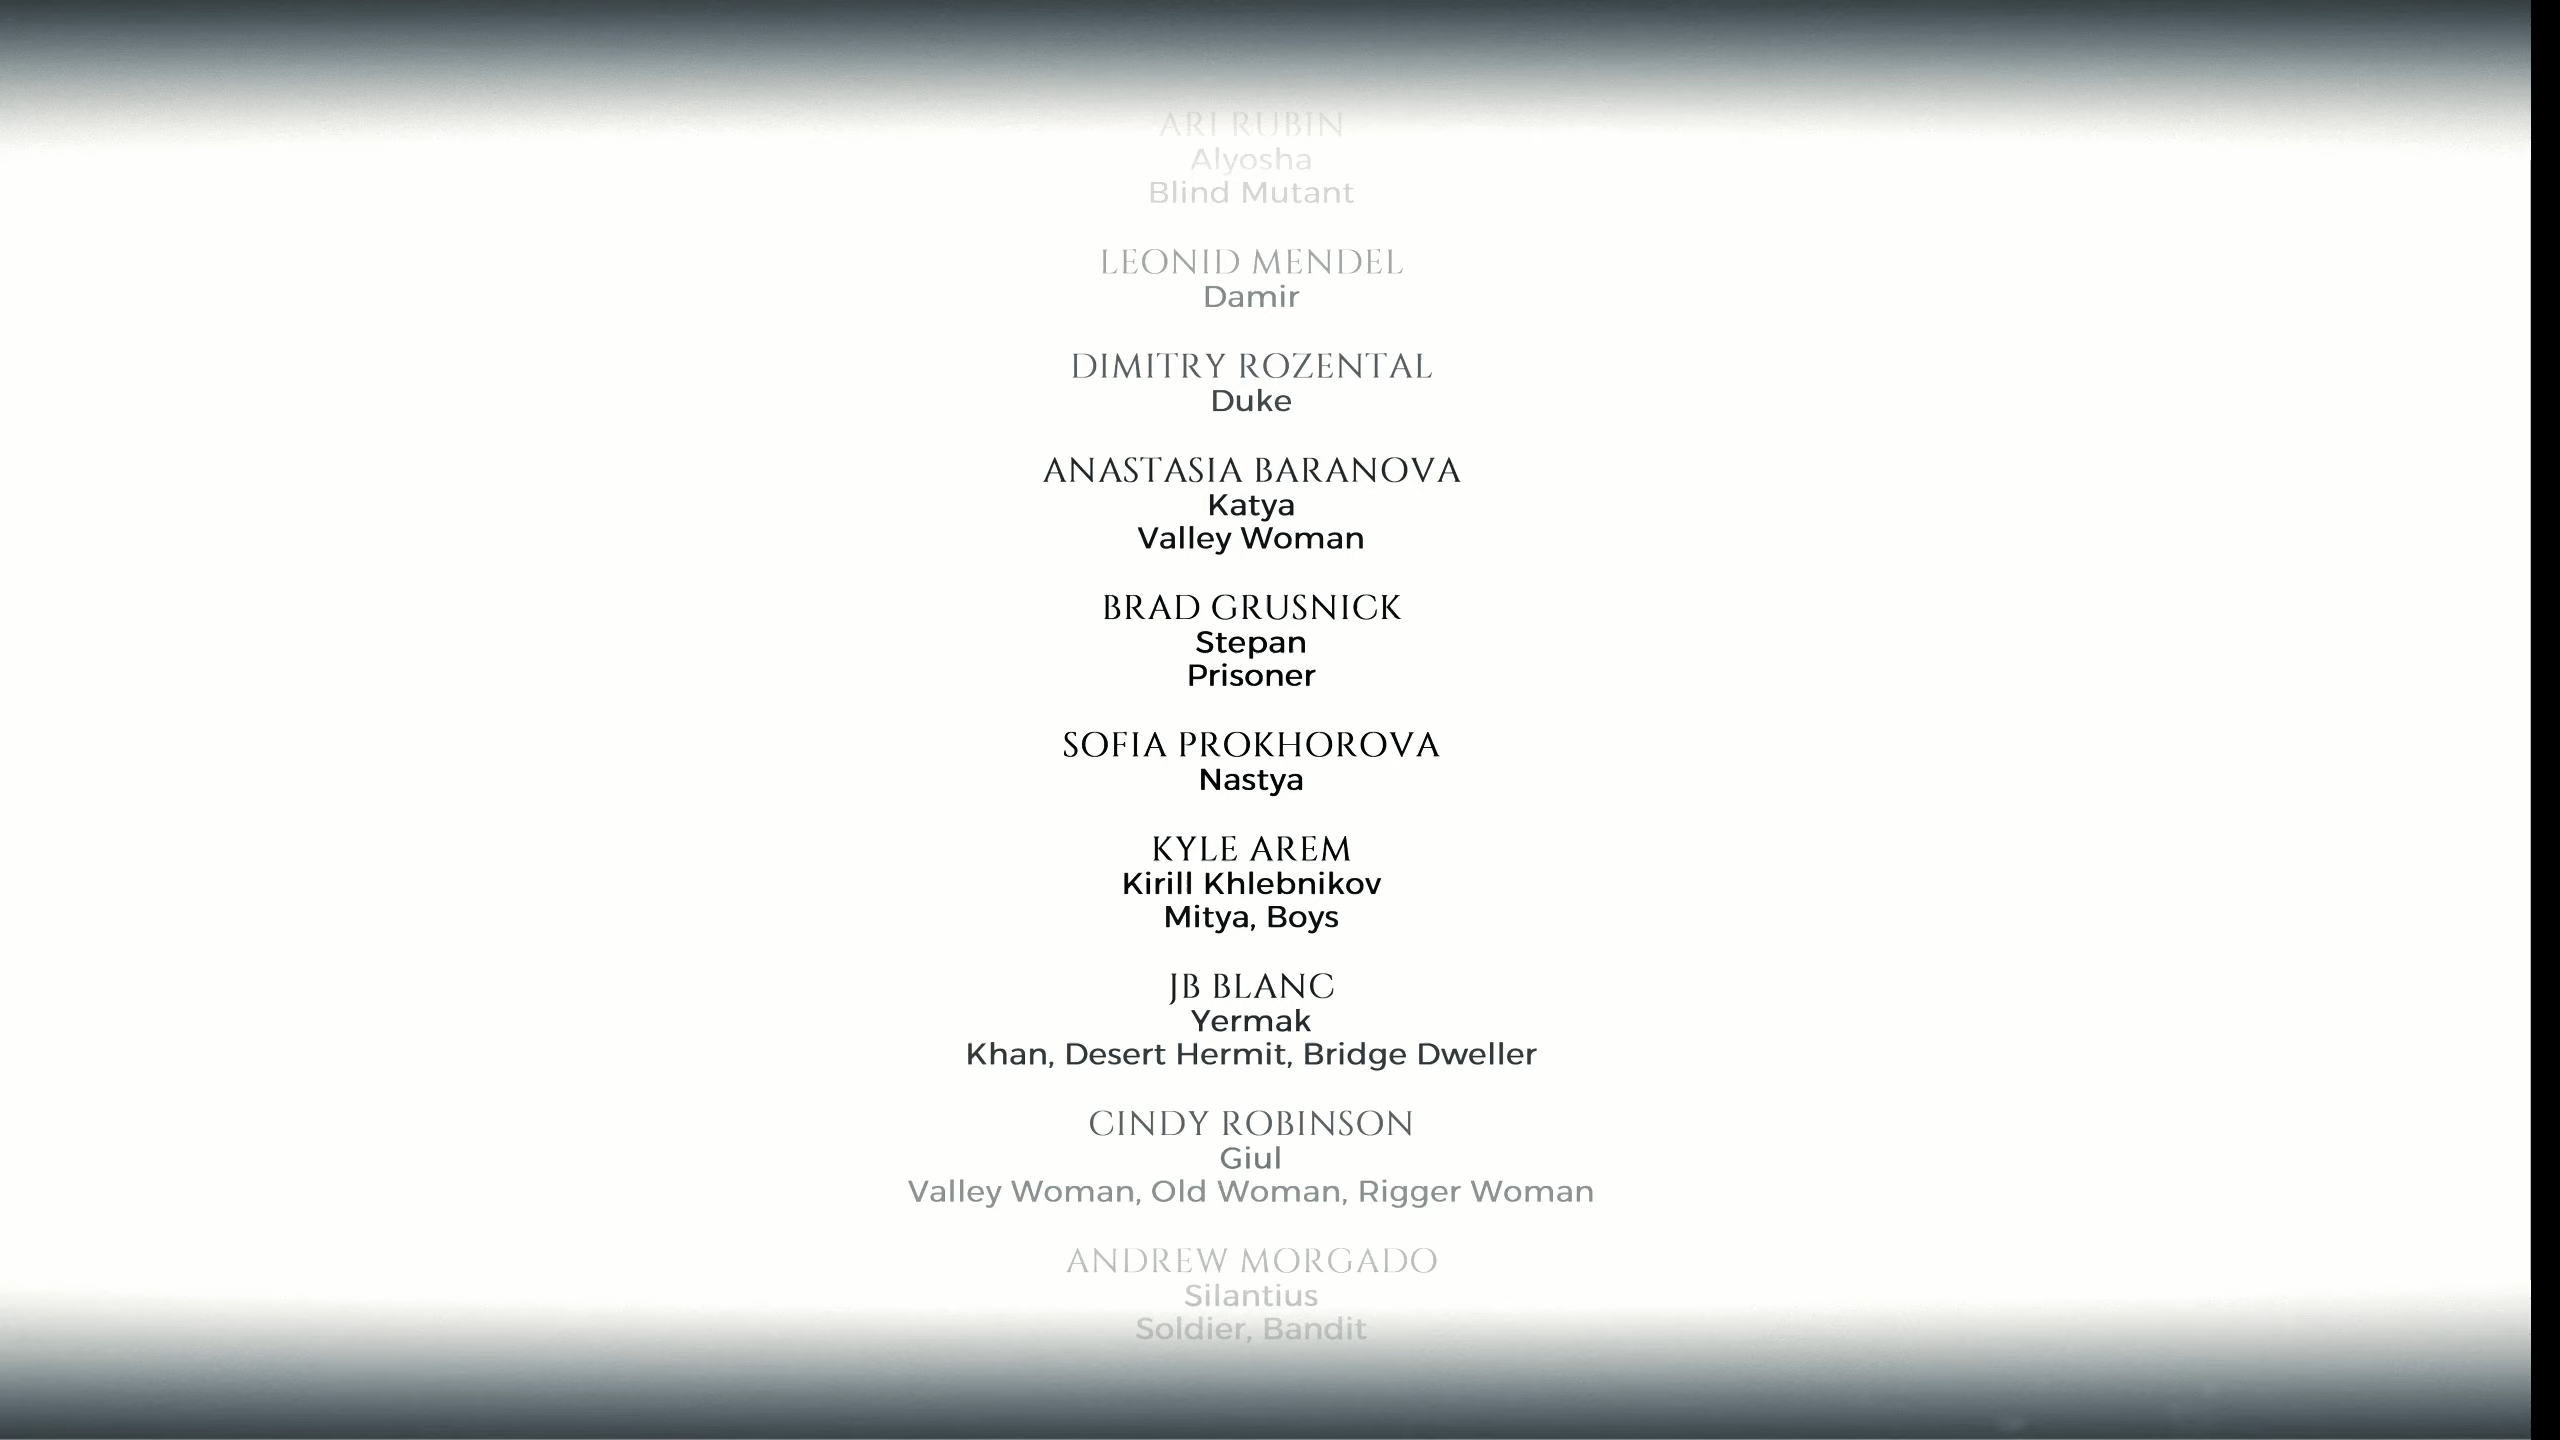 ARI RUBIN
Alyosha
Blind Mutant
LEONID MENDEL
Damir
DIMITRY ROZENTAL
Duke
ANASTASIA BARANOVA
Katya
Valley Woman
BRAD GRUSNICK
Stepan
Prisoner
SOFIA PROKHOROVA
Nastya
KYLE AREM
Kirill Khlebnikov
Mitya, Boys
JB BLANC
Yermak
Khan, Desert Hermit, Bridge Dweller
CINDY ROBINSON
Giul
Valley Woman, Old Woman, Rigger Woman
ANDREW MORGADO
Silantius
Soldier, Bandit